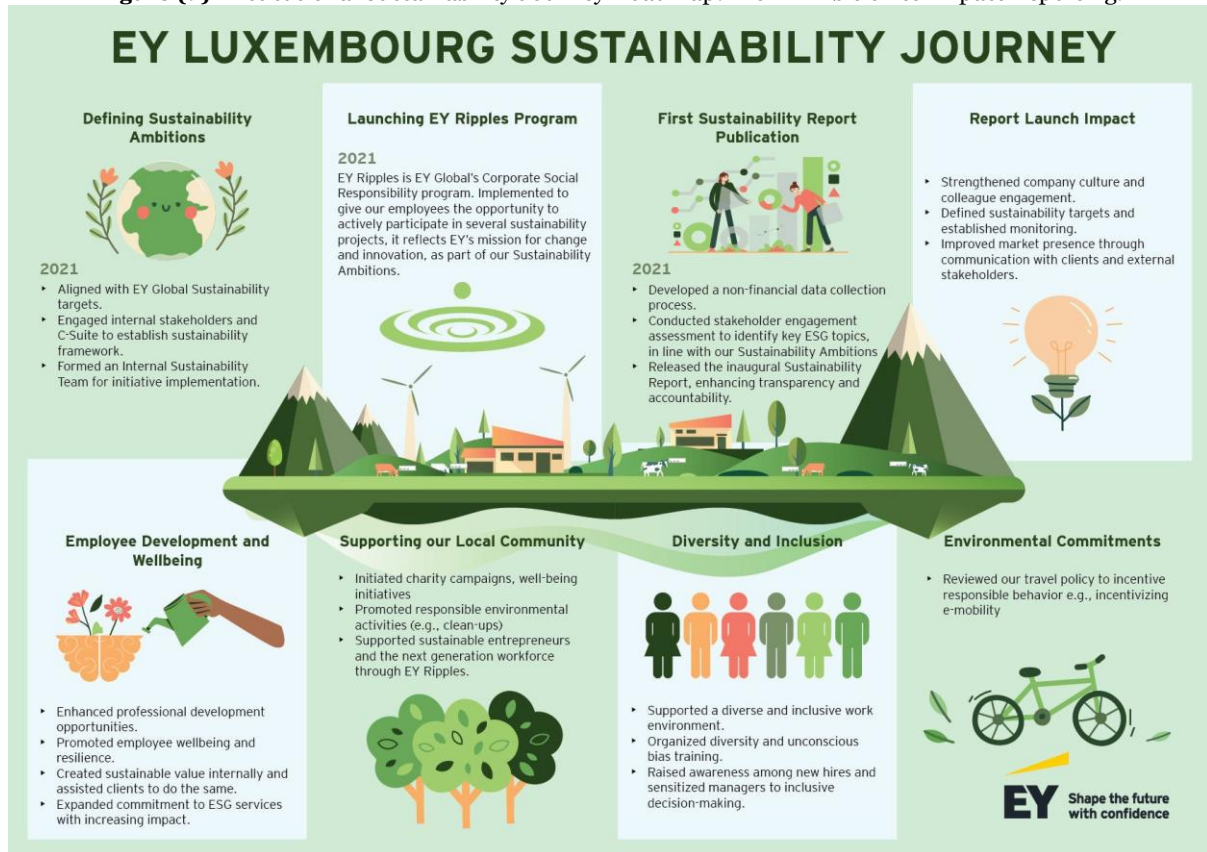 Institutional Sustainability Journey Roadmap: From to Impact Reporting.
EY LUXEMBOURG SUSTAINABILITY JOURNEY
Defining Sustainability
Ambitions
2021
‣ Aligned with EY Global Sustainability
targets.
‣ Engaged internal stakeholders and
C-Suite to establish sustainability
framework.
‣ Formed an Internal Sustainability
Team for initiative implementation.
Launching EY Ripples Program
2021
EY Ripples is EY Global's Corporate Social
Responsibility program. Implemented to
give our employees the opportunity to
actively participate in several sustainability
projects, it reflects EY's mission for change
and innovation, as part of our Sustainability
Ambitions.
First Sustainability Report
Publication
2021
‣ Developed a non-financial data collection
process.
‣ Conducted stakeholder engagement
assessment to identify key ESG topics,
in line with our Sustainability Ambitions
‣ Released the inaugural Sustainability
Report, enhancing transparency and
accountability.
Report Launch Impact
‣ Strengthened company culture and
colleague engagement.
‣ Defined sustainability targets and
established monitoring.
‣ Improved market presence through
communication with clients and external
stakeholders.
Employee Development and
Wellbeing
‣ Enhanced professional development
opportunities.
‣ Promoted employee wellbeing and
resilience.
‣ Created sustainable value internally and
assisted clients to do the same.
‣ Expanded commitment to ESG services
with increasing impact.
Supporting our Local Community
‣ Initiated charity campaigns, well-being
initiatives
‣ Promoted responsible environmental
activities (e.g., clean-ups)
‣ Supported sustainable entrepreneurs
and the next generation workforce
through EY Ripples.
Diversity and Inclusion
‣ Supported a diverse and inclusive work
environment.
‣ Organized diversity and unconscious
bias training.
‣ Raised awareness among new hires and
sensitized managers to inclusive
decision-making.
Environmental Commitments
‣ Reviewed our travel policy to incentive
responsible behavior e.g., incentivizing
e-mobility
EY
Shape the future
with confidence